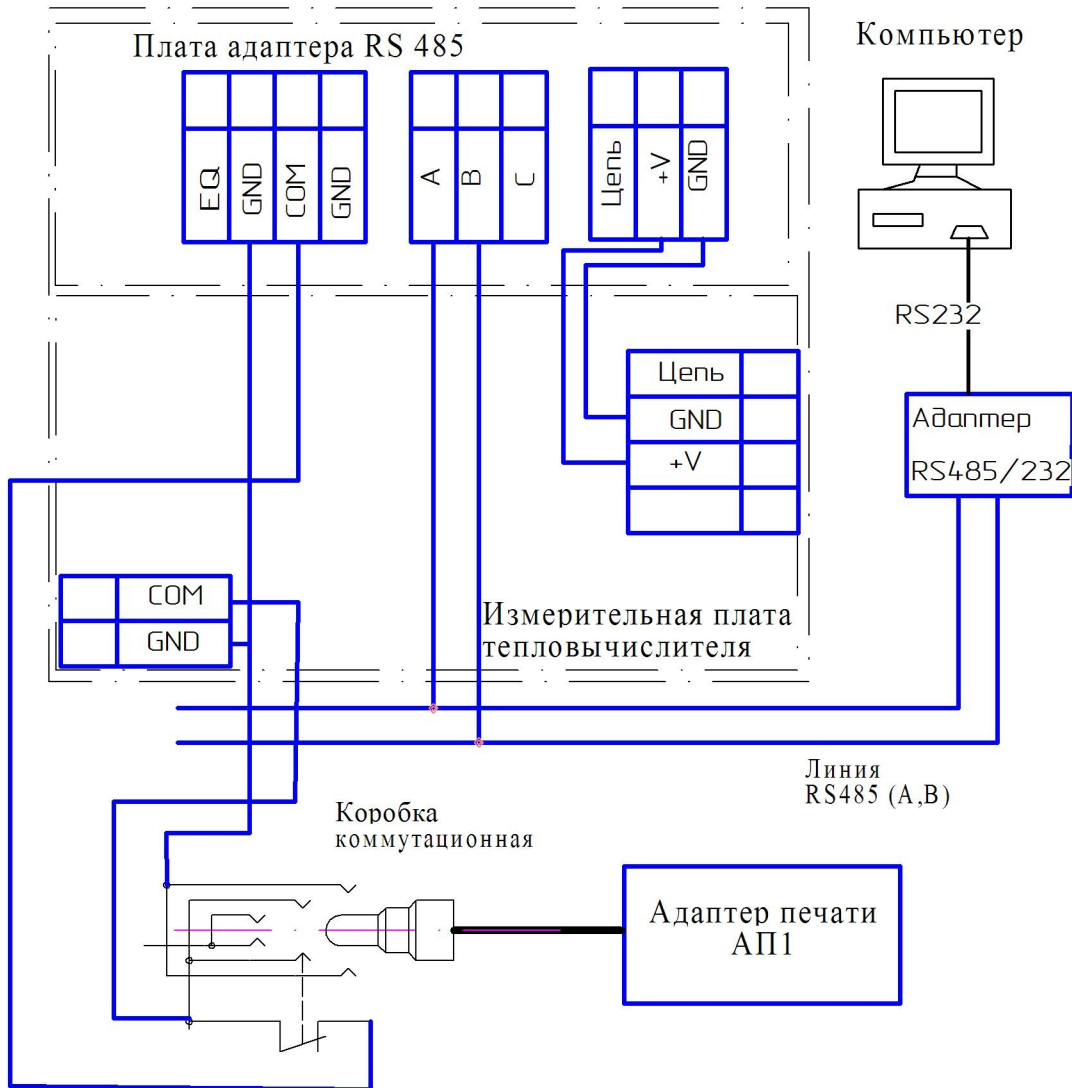 Плата адаптера RS 485
Компьютер
EQ
GND
COM
GND
A
B
C
Цепь
+V
GND
RS232
Цепь
GND
+V
Адаптер
RS485/232
COM
GND
Измерительная плата
тепловычислителя
Линия
RS485 (A,B)
Коробка
коммутационная
Адаптер печати
АП1